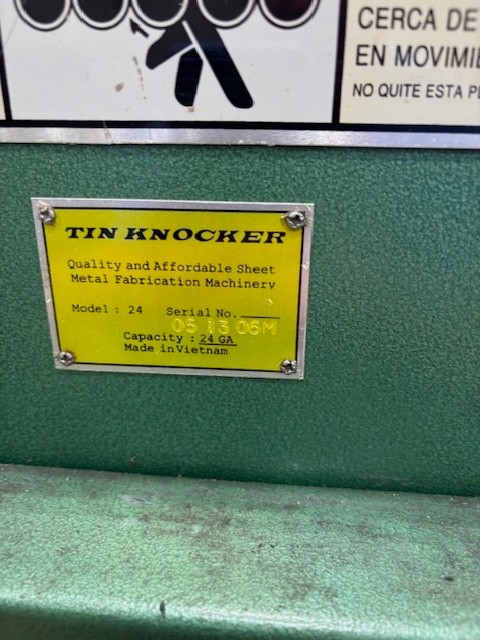 CERCA DE
EN MOVIMIE
NO QUITE ESTA
TIN KNOCKER
Quality and Affordable Sheet
Metal Fabrication Machinery
Model : 24 Serial No.
05 13 06M
Capacity : 24 GA
Made in Vietnam